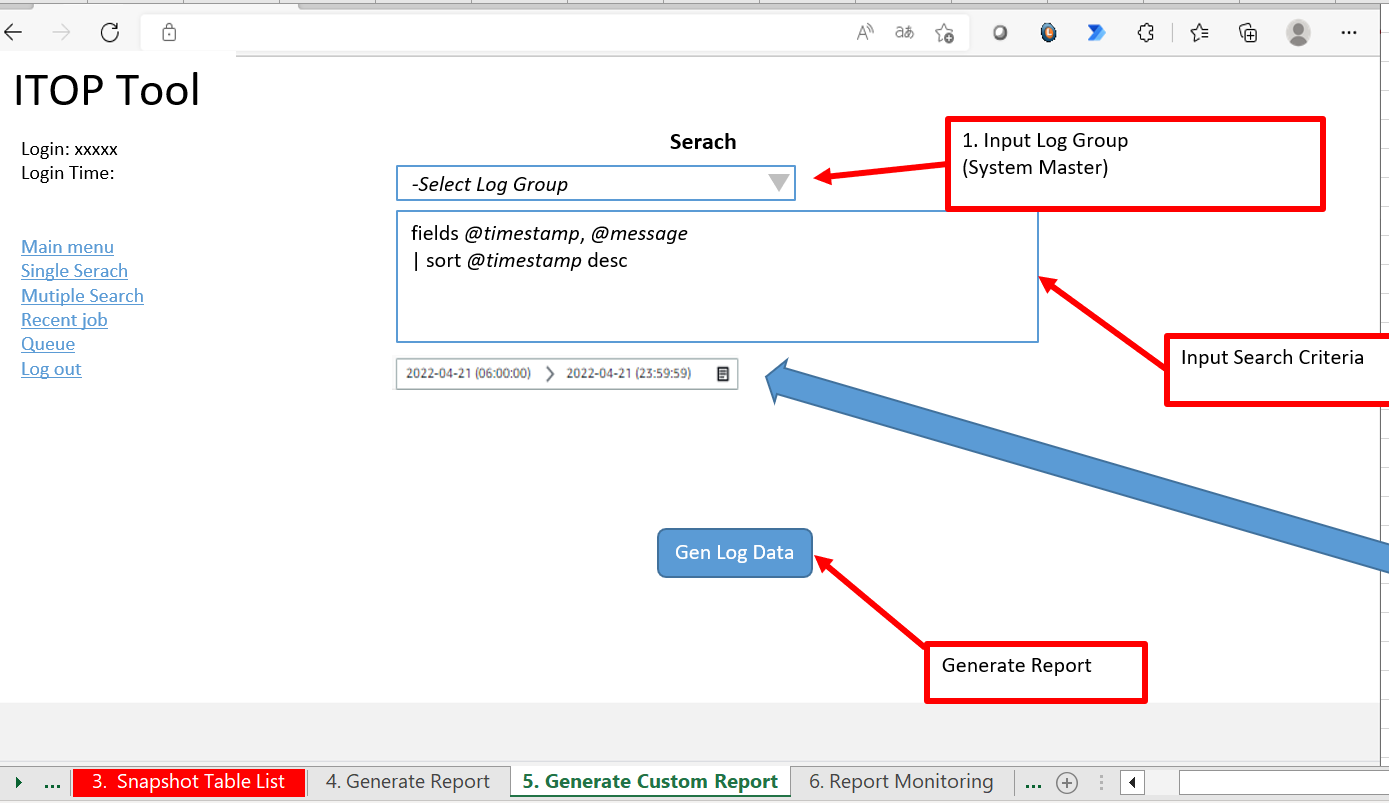 ITOP Tool
Login: xxxxx
Login Time:
Main menu
Single Serach
Mutiple Search
Recent job
Queue
Log out
Serach
-Select Log Group
fields @timestamp, @message
| sort @timestamp desc
2022-04-21 (06:00:00) 2022-04-21 (23:59:59)
Gen Log Data
1. Input Log Group
(System Master)
Input Search Criteria
Generate Report
... 3. Snapshot Table List 4. Generate Report 5. Generate Custom Report 6. Report Monitoring ...